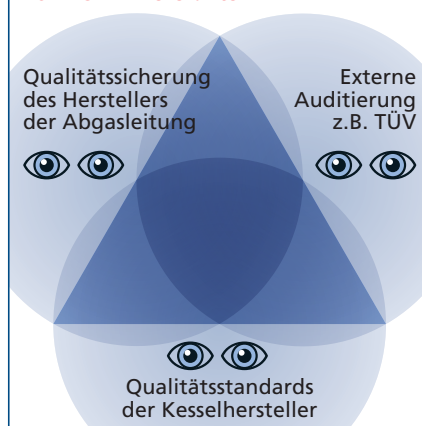 Qualitätssicherung
des Herstellers
der Abgasleitung
Externe
Auditierung
z.B. TÜV
Qualitätsstandards
der Kesselhersteller